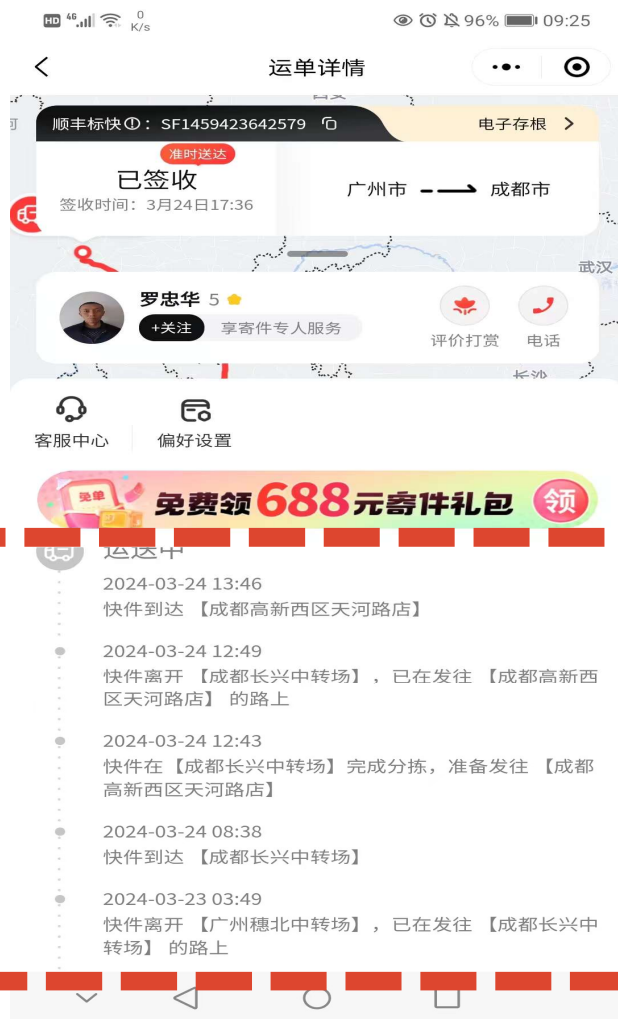 HD 46 0 K/s 96% 09:25
运单详情
顺丰标快①：SF1459423642579
电子存根
准时送达
已签收
签收时间：3月24日17:36
广州市
成都市
武汉
罗忠华 5
+关注
享寄件专人服务
评价打赏
电话
长沙
客服中心
偏好设置
免单
免费领688元寄件礼包
领
运送中
2024-03-24 13:46
快件到达 【成都高新西区天河路店】
2024-03-24 12:49
快件离开 【成都长兴中转场】，已在发往 【成都高新西
区天河路店】 的路上
2024-03-24 12:43
快件在【成都长兴中转场】完成分拣，准备发往 【成都
高新西区天河路店】
2024-03-24 08:38
快件到达 【成都长兴中转场】
2024-03-23 03:49
快件离开 【广州穗北中转场】，已在发往 【成都长兴中
转场】 的路上